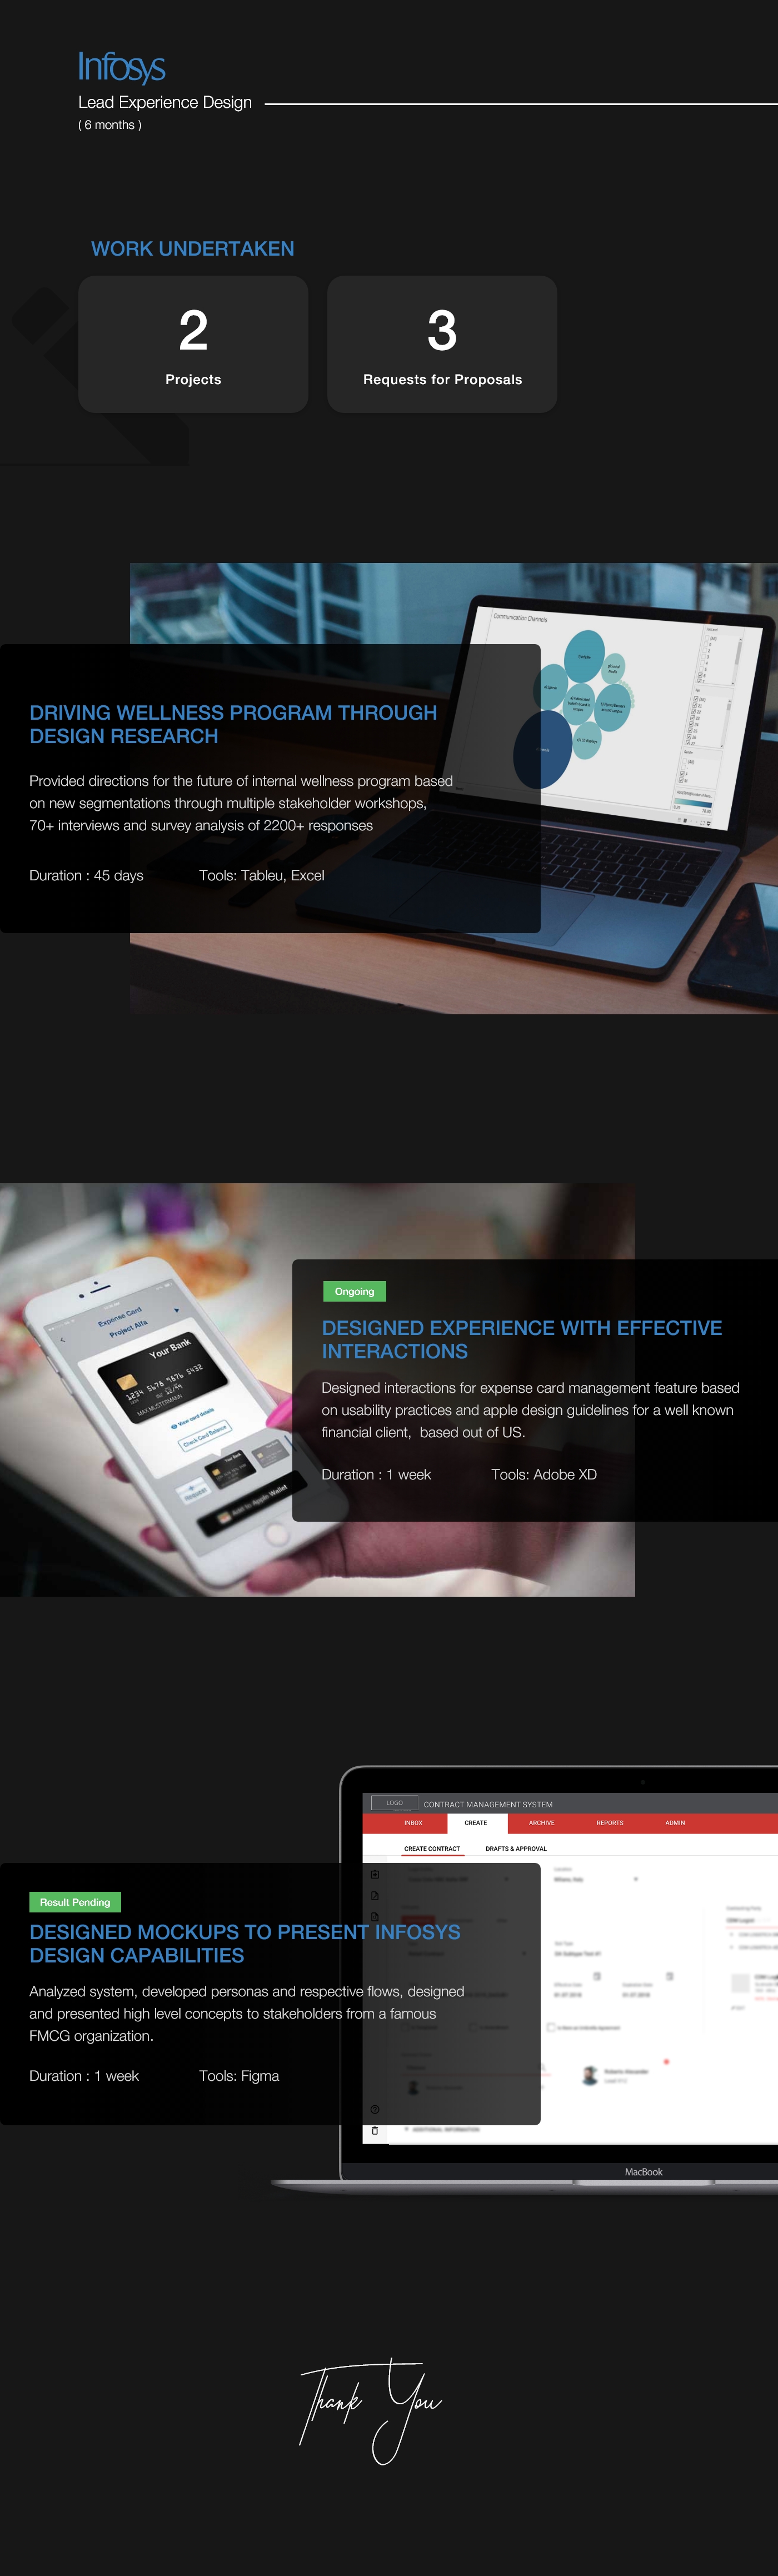 Infosys
Lead Experience Design
( 6 months )
WORK UNDERTAKEN
2
Projects
3
Requests for Proposals
Communication Channels
DRIVING WELLNESS PROGRAM THROUGH
DESIGN RESEARCH
Provided directions for the future of internal wellness program based
on new segmentations through multiple stakeholder workshops,
70+ interviews and survey analysis of 2200+ responses
Duration : 45 days
Tools: Tableu, Excel
Expense Card
Project Alfa
Your Bank
1234 5678 9876 5432
12/99
MAX MUSTERMANN
View card details
Check Card Balance
Your Bank
REQUEST
Add to Apple Wallet
Ongoing
DESIGNED EXPERIENCE WITH EFFECTIVE
INTERACTIONS
Designed interactions for expense card management feature based
on usability practices and apple design guidelines for a well known
financial client,  based out of US.
Duration : 1 week
Tools: Adobe XD
LOGO
CONTRACT MANAGEMENT SYSTEM
INBOX
CREATE
ARCHIVE
REPORTS
ADMIN
CREATE CONTRACT
DRAFTS & APPROVAL
Result Pending
DESIGNED MOCKUPS TO PRESENT INFOSYS
DESIGN CAPABILITIES
Analyzed system, developed personas and respective flows, designed
and presented high level concepts to stakeholders from a famous
FMCG organization.
Duration : 1 week
Tools: Figma
ADDITIONAL INFORMATION
MacBook
Thank You